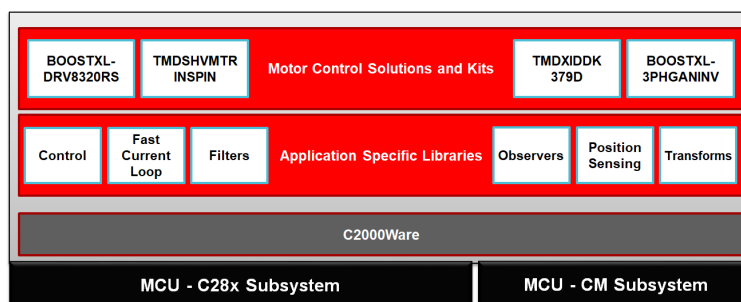 BOOSTXL-
DRV8320RS
TMDSHVMTR
INSPIN
Motor Control Solutions and Kits
TMDXIDDK
379D
BOOSTXL-
3PHGANINV
Control
Fast
Current
Loop
Filters
Application Specific Libraries
Observers
Position
Sensing
Transforms
C2000Ware
MCU - C28x Subsystem
MCU - CM Subsystem